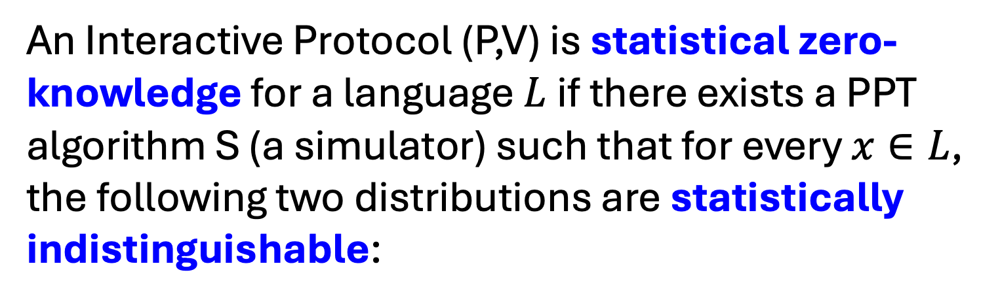 An Interactive Protocol (P,V) is statistical zero-
knowledge for a language L if there exists a PPT
algorithm S (a simulator) such that for every x ∈ L,
the following two distributions are statistically
indistinguishable: